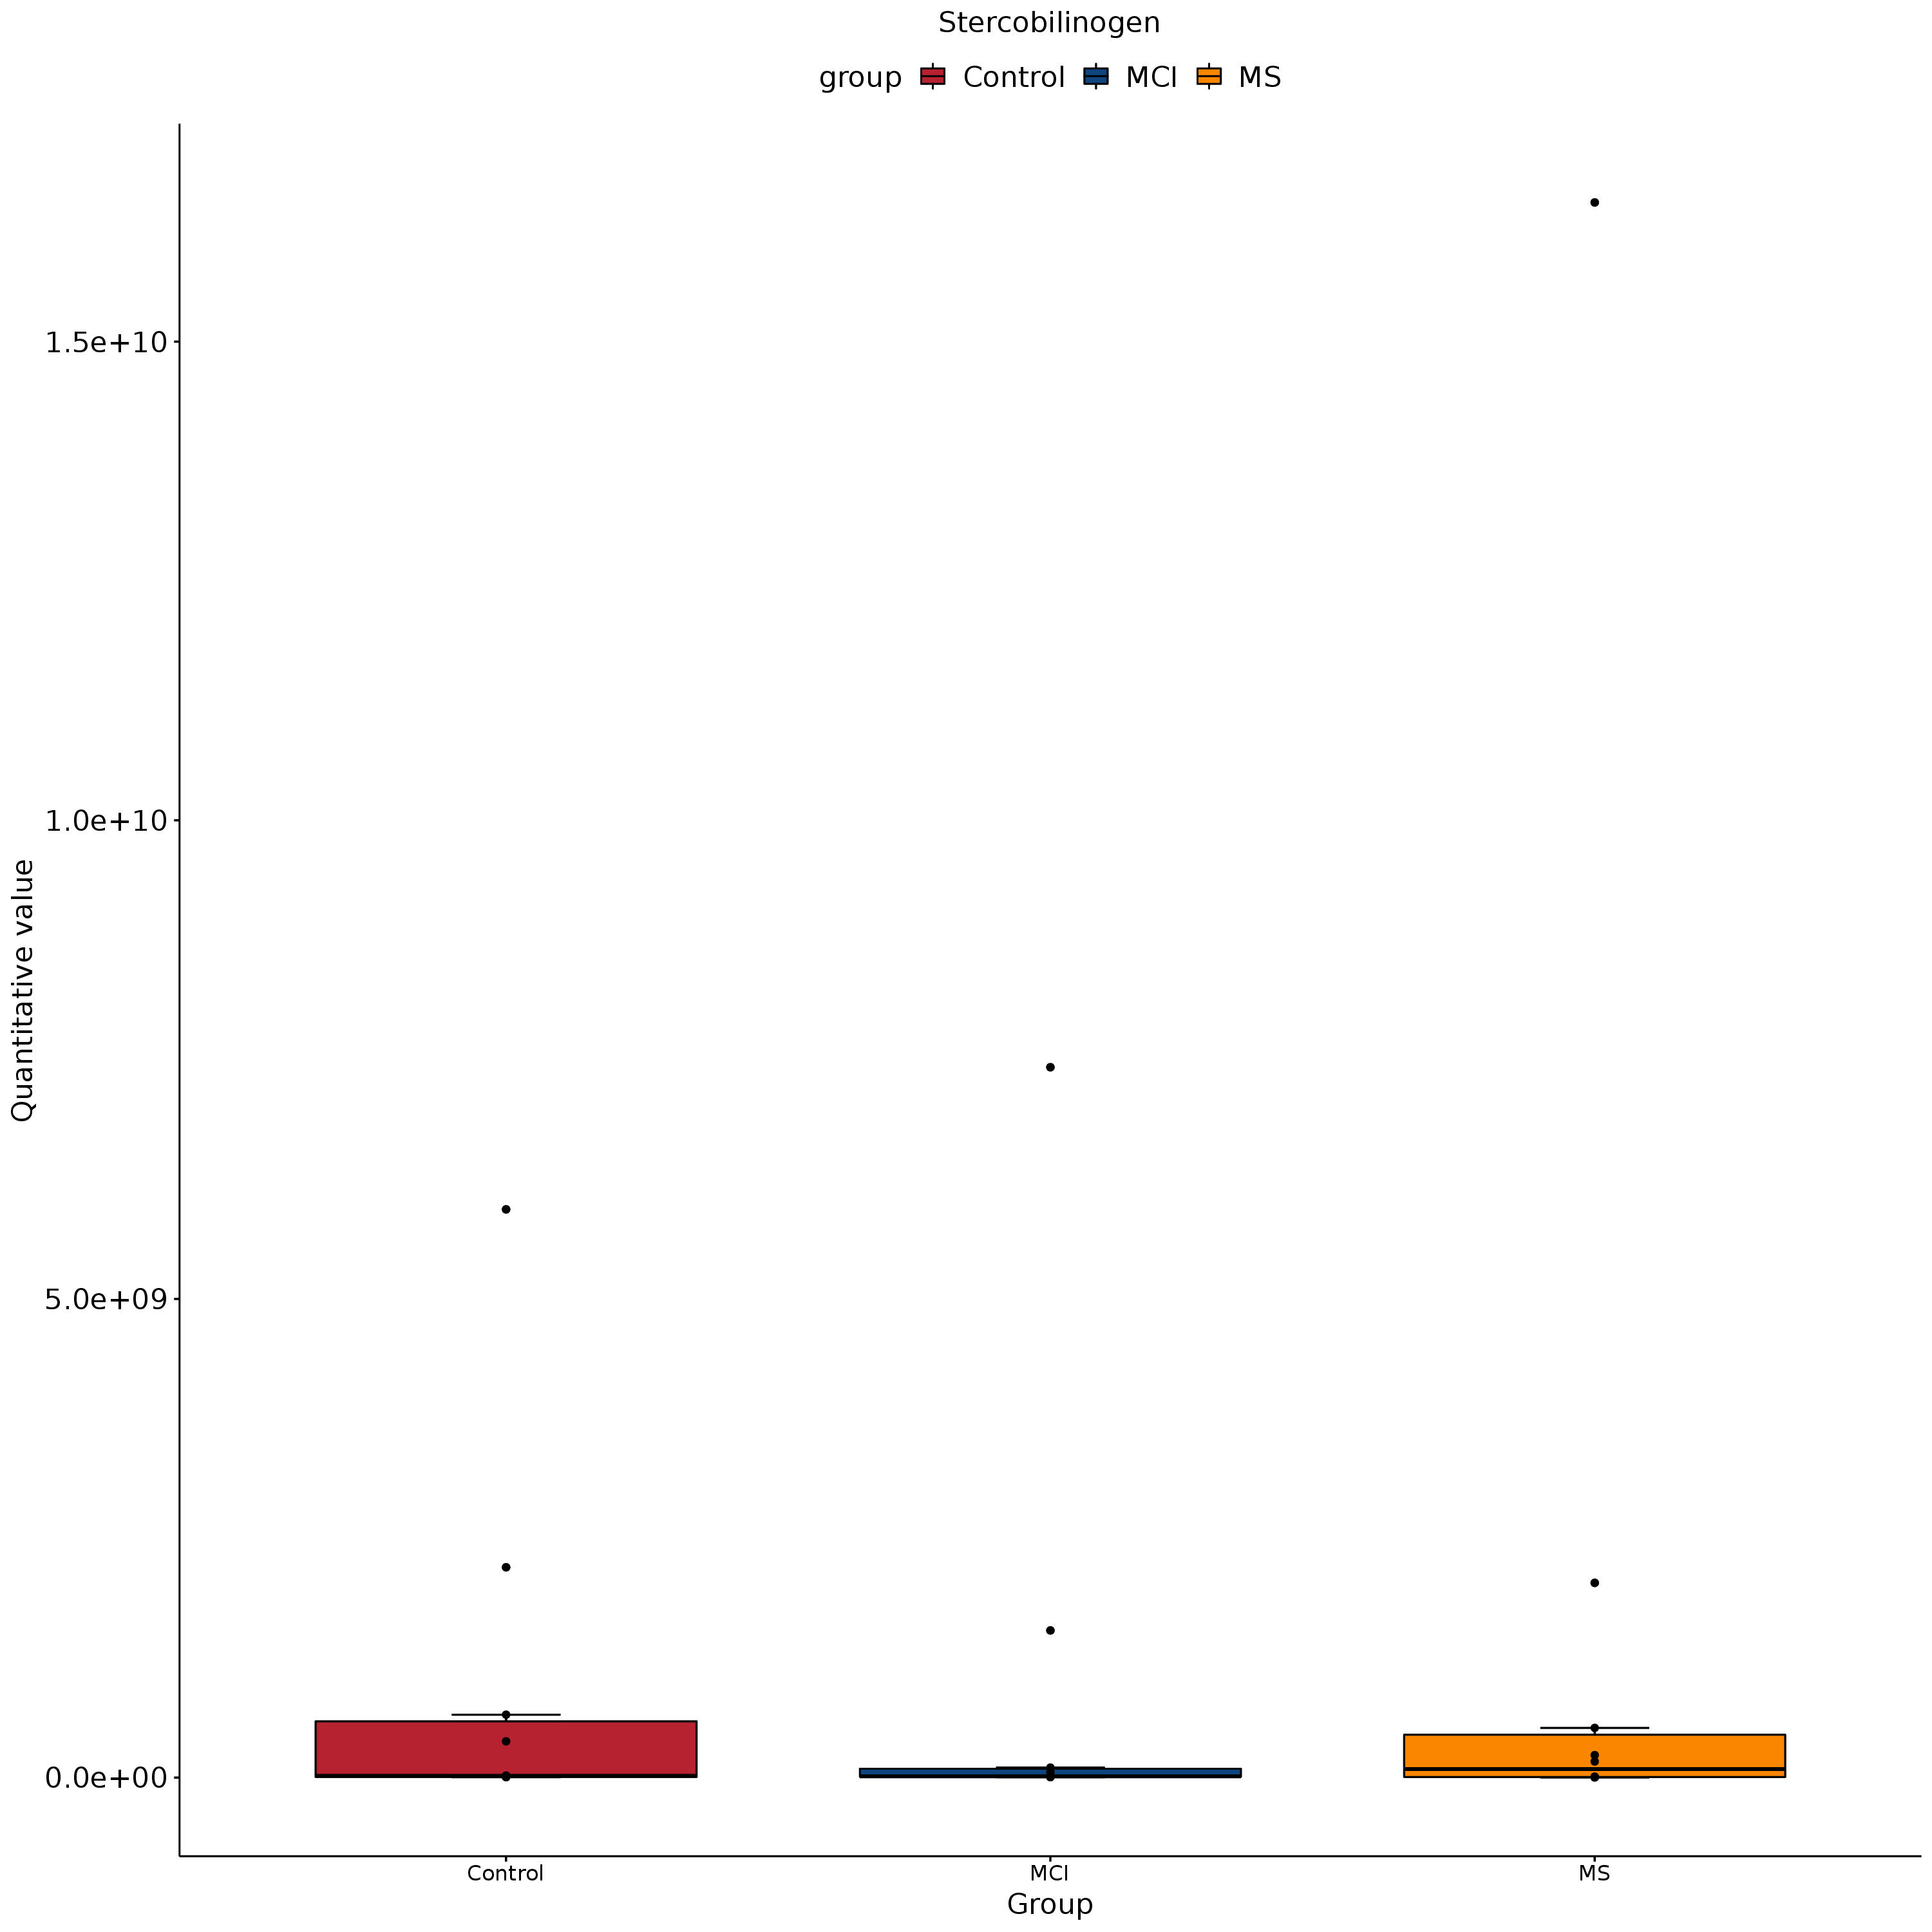 Stercobilinogen
group Control MCI MS
1.5e+10
1.0e+10
5.0e+09
0.0e+00
Quantitative value
Control MCI MS
Group